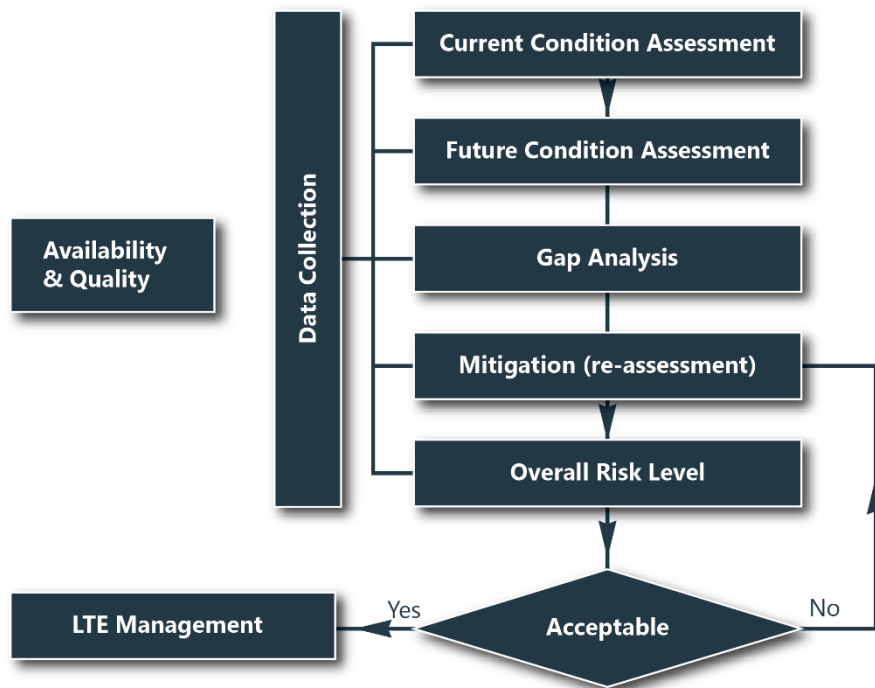 Current Condition Assessment
Future Condition Assessment
Availability
& Quality
Data Collection
Gap Analysis
Mitigation (re-assessment)
Overall Risk Level
LTE Management
Yes
Acceptable
No